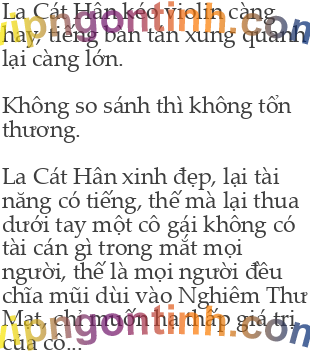 La Cát Hân kéo violin càng
hay, tiếng bàn tán xung quanh
lại càng lớn.
Không so sánh thì không tổn
thương.
La Cát Hân xinh đẹp, lại tài
năng có tiếng, thế mà lại thua
dưới tay một cô gái không có
tài cán gì trong mắt mọi
người, thế là mọi người đều
chĩa mũi dùi vào Nghiêm Thư
Mạt, chỉ muốn hạ thấp giá trị
của cô...
vipngontinh.com
vipngontinh.com